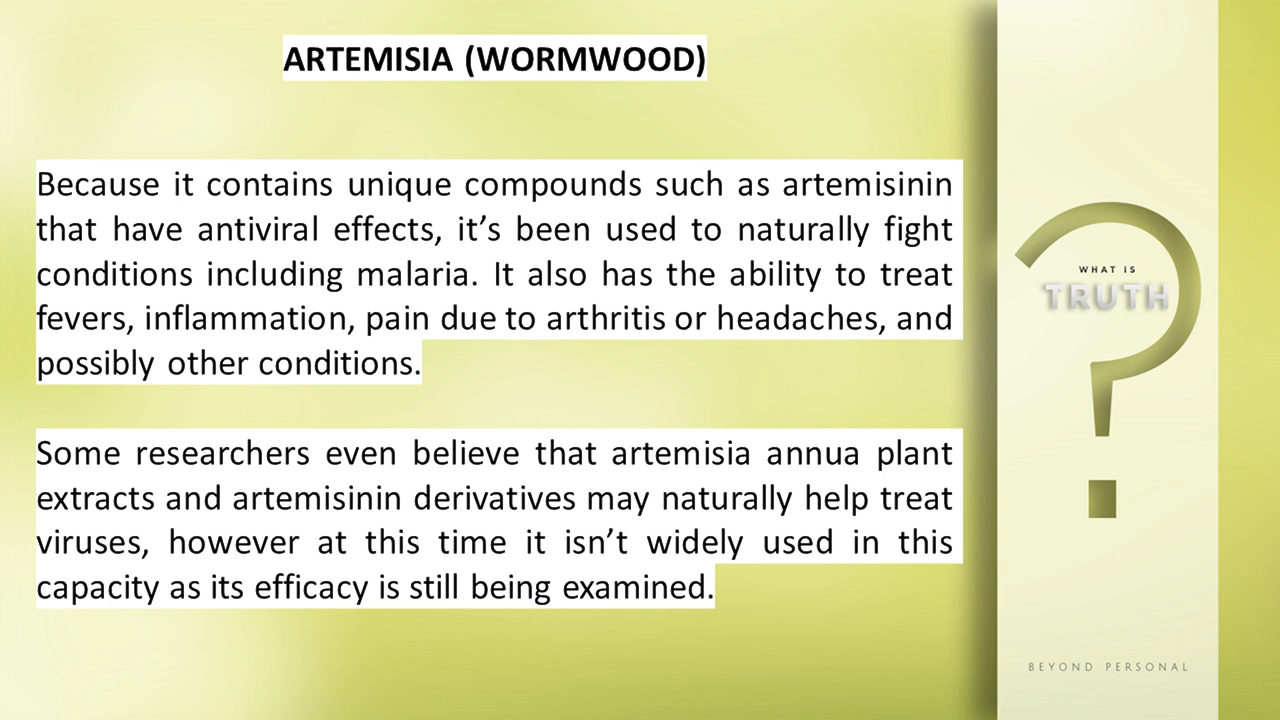 ARTEMISIA (WORMWOOD)
Because it contains unique compounds such as artemisinin
that have antiviral effects, it’s been used to naturally fight
conditions including malaria. It also has the ability to treat
fevers, inflammation, pain due to arthritis or headaches, and
possibly other conditions.
Some researchers even believe that artemisia annua plant
extracts and artemisinin derivatives may naturally help treat
viruses, however at this time it isn’t widely used in this
capacity as its efficacy is still being examined.
WHAT IS
TRUTH
BEYOND PERSONAL